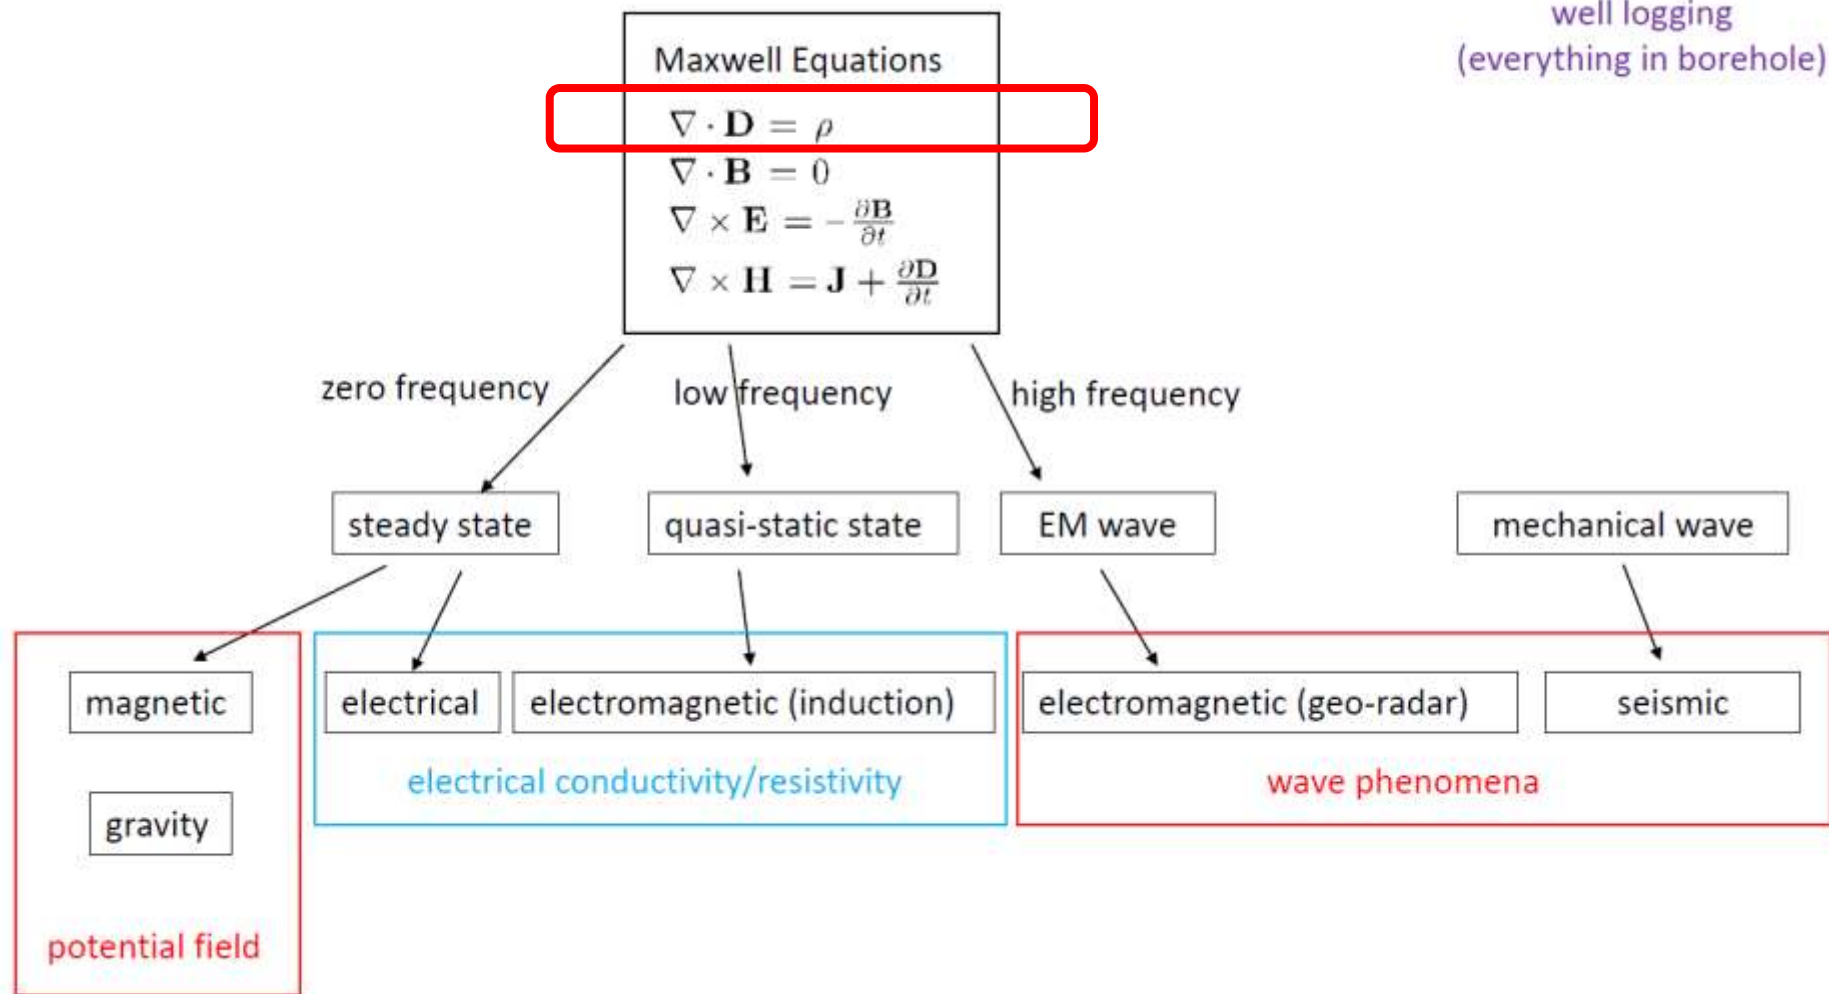 well logging
(everything in borehole)
Maxwell Equations
∇ · D = ρ
∇ · B = 0
∇ × E = −∂B/∂t
∇ × H = J + ∂D/∂t
zero frequency
low frequency
high frequency
steady state
quasi-static state
EM wave
mechanical wave
magnetic
electrical
electromagnetic (induction)
electromagnetic (geo-radar)
seismic
electrical conductivity/resistivity
wave phenomena
gravity
potential field